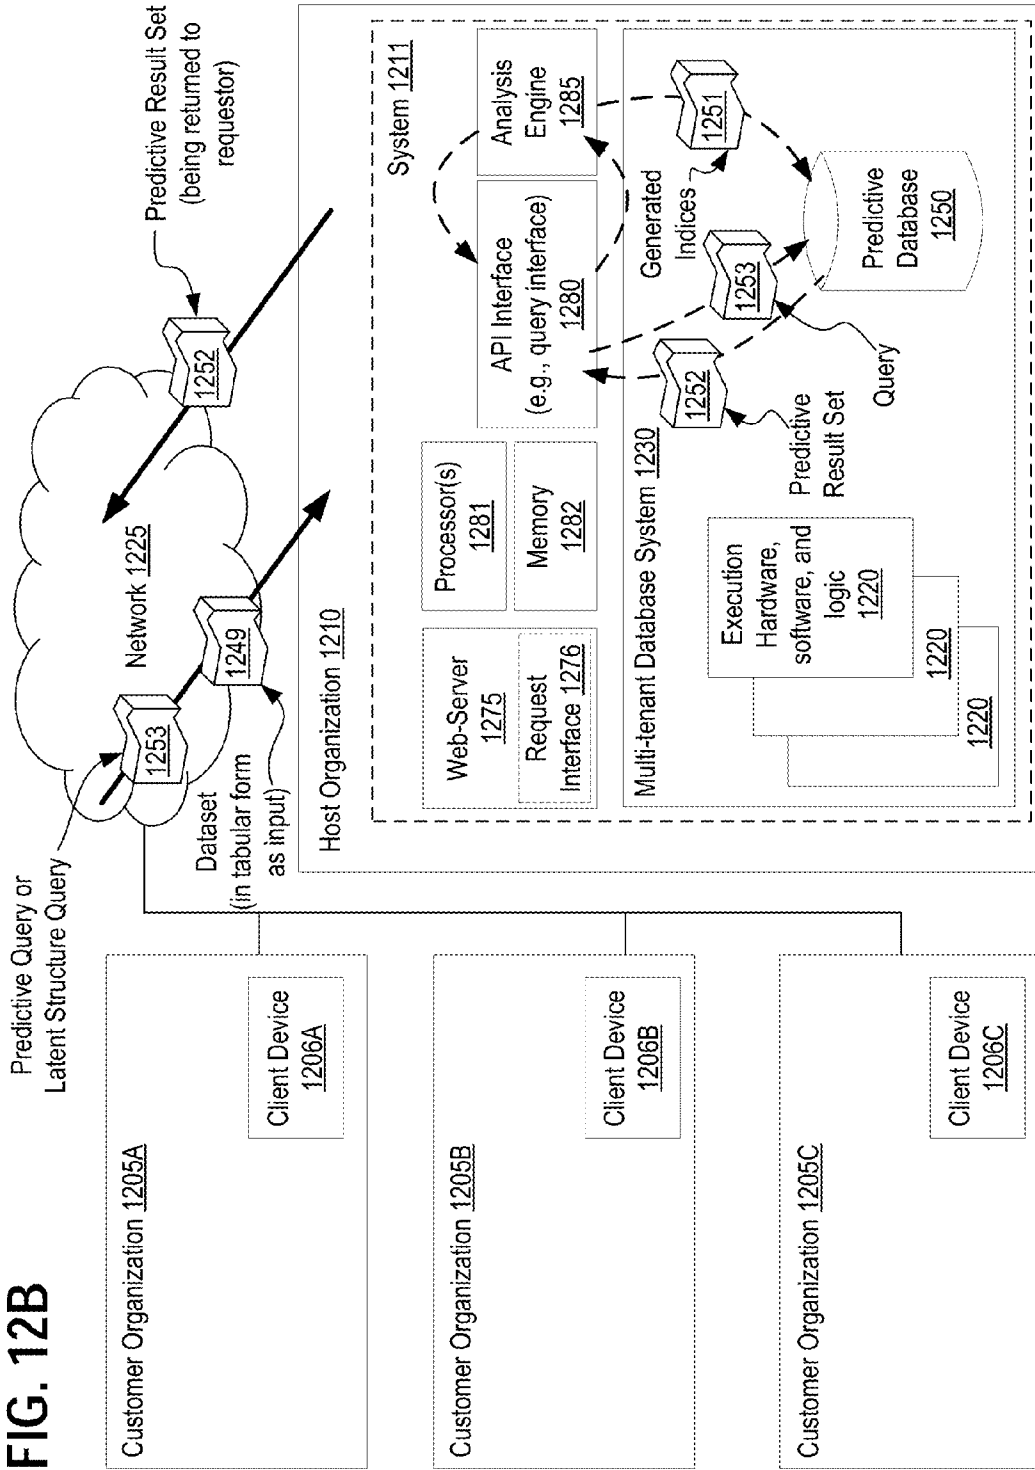 FIG. 12B
Predictive Query or
Latent Structure Query
1253
Network 1225
1249
Dataset
(in tabular form
as input)
1252
Predictive Result Set
(being returned to
requestor)
Customer Organization 1205A
Client Device
1206A
Customer Organization 1205B
Client Device
1206B
Customer Organization 1205C
Client Device
1206C
Host Organization 1210
System 1211
Web-Server
1275
Request
Interface 1276
Processor(s)
1281
Memory
1282
API Interface
(e.g., query interface)
1280
Analysis
Engine
1285
Multi-tenant Database System 1230
Execution
Hardware,
software, and
logic
1220
1220
1220
1252
Predictive
Result Set
1253
Query
Generated
Indices
1251
Predictive
Database
1250